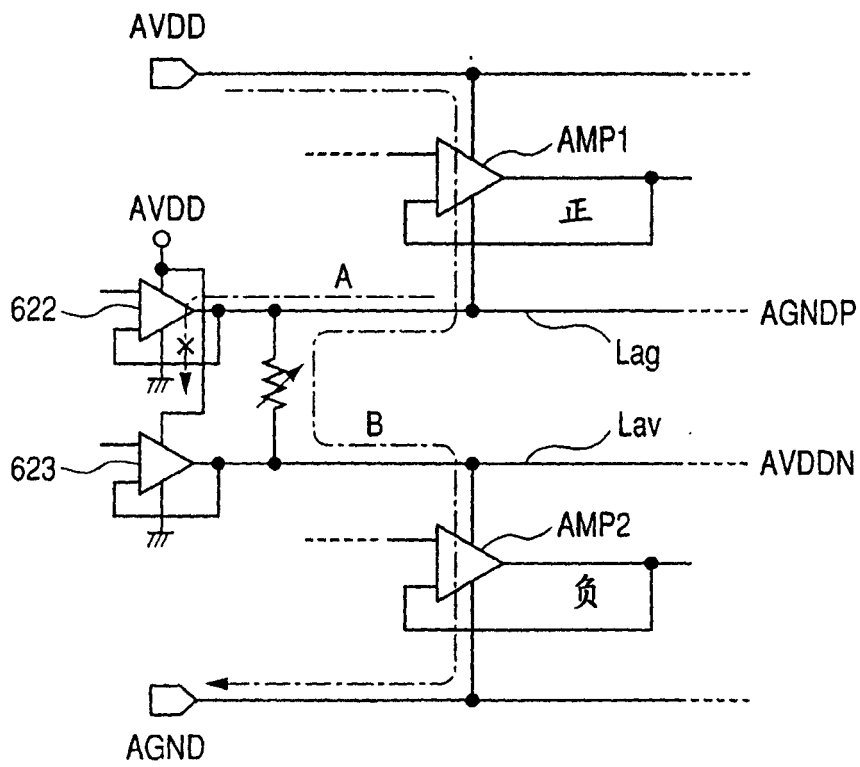 AVDD
AMP1
正
AVDD
A
622
AGNDP
Lag
B
Lav
623
AVDDN
AMP2
负
AGND